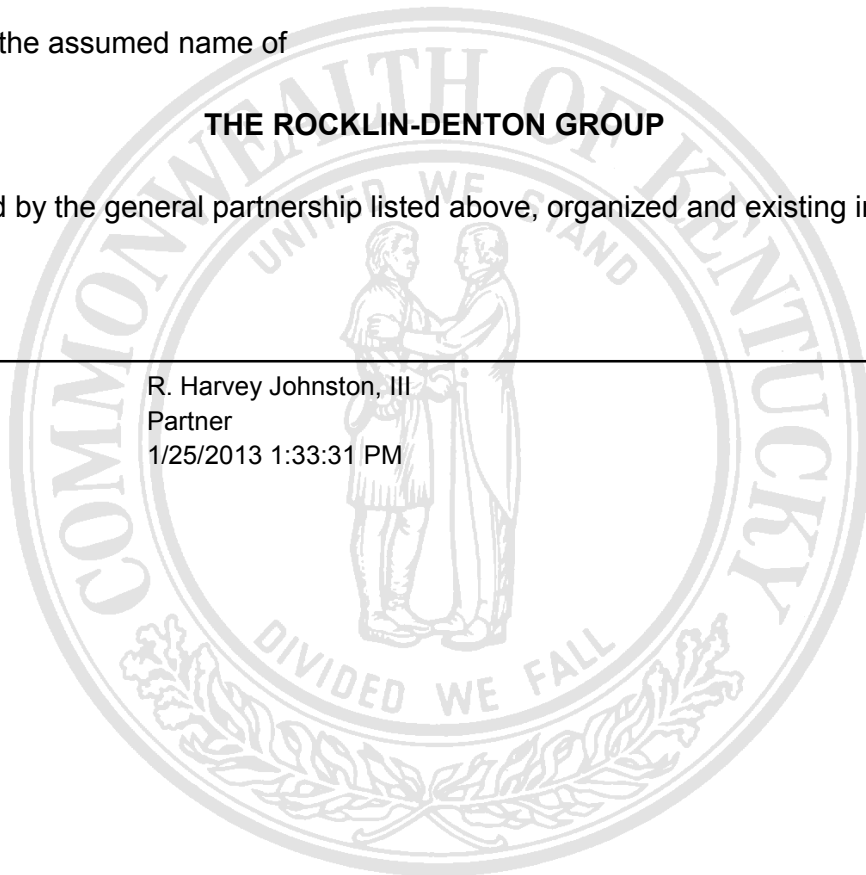 the assumed name of
THE ROCKLIN-DENTON GROUP
d by the general partnership listed above, organized and existing in
R. Harvey Johnston, III
Partner
1/25/2013 1:33:31 PM
COMMONWEALTH OF KENTUCKY
UNITED WE STAND
DIVIDED WE FALL